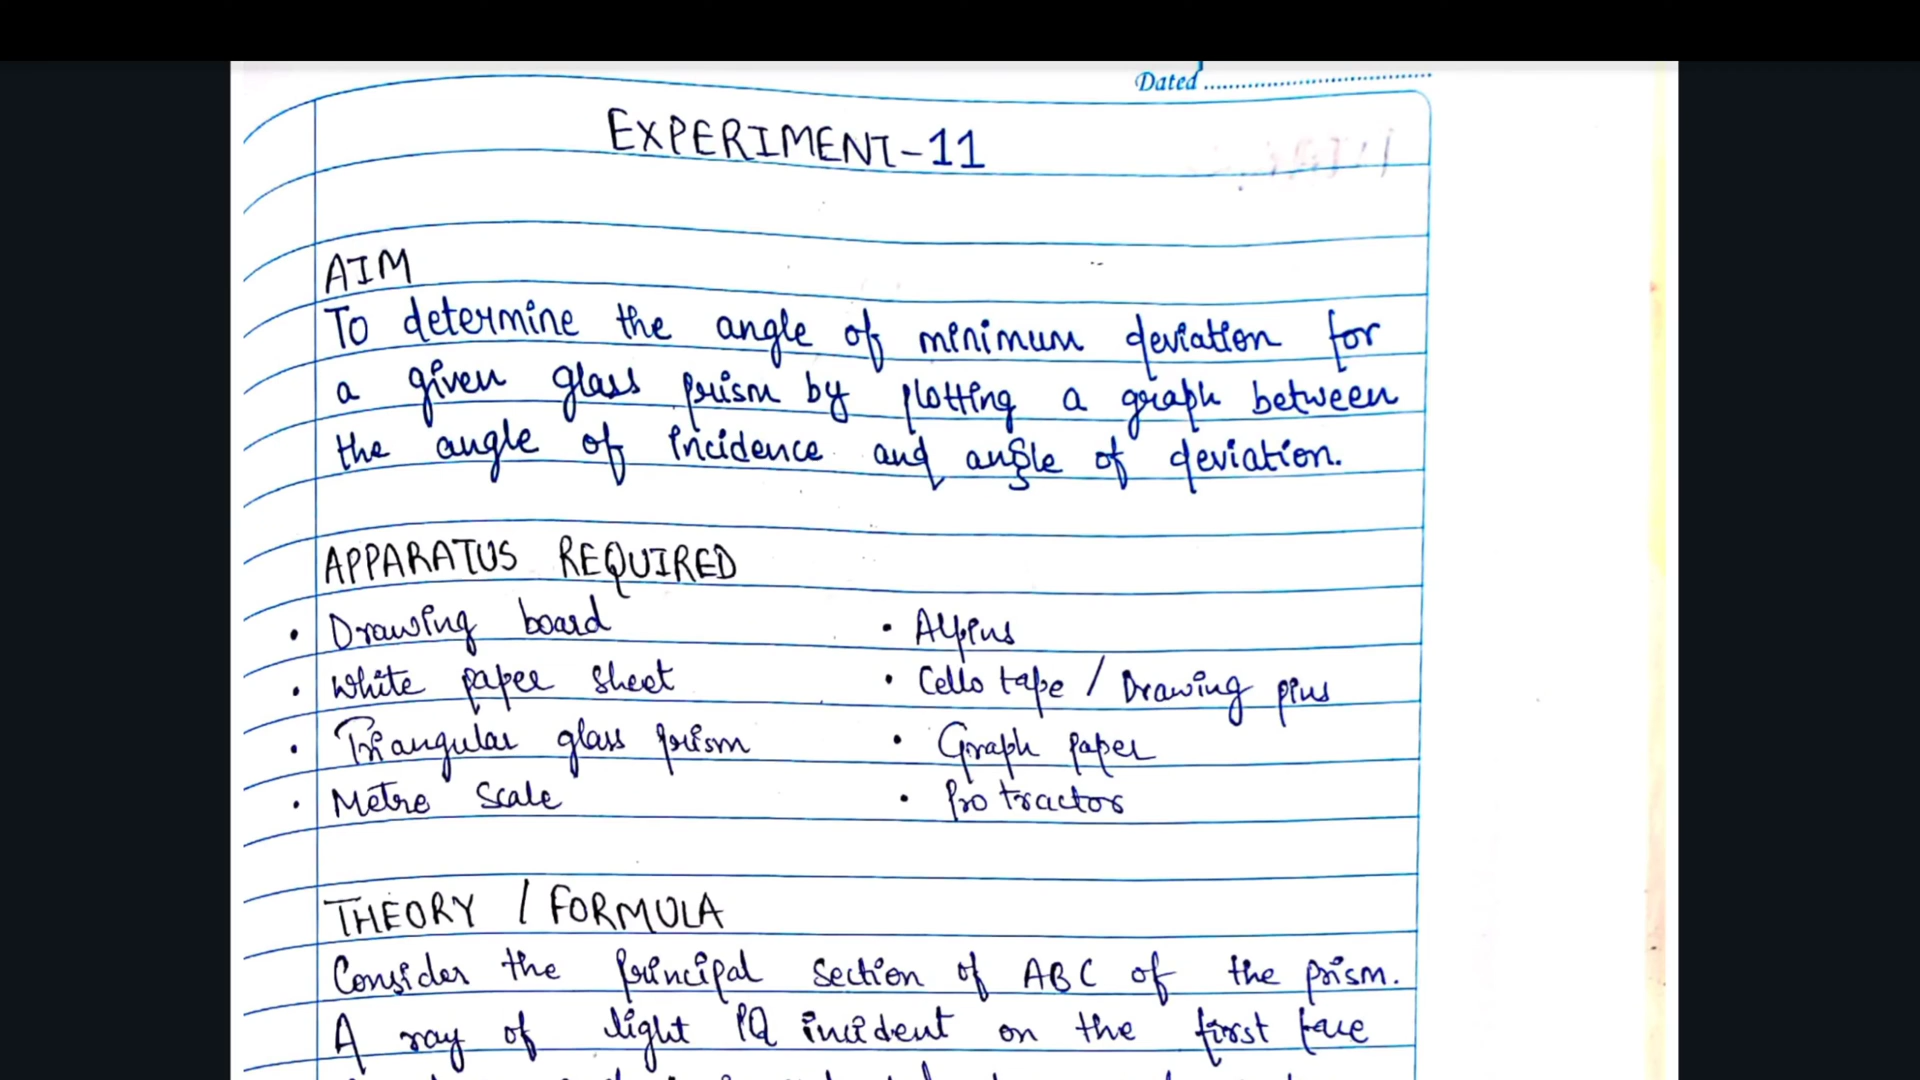 Dated
EXPERIMENT-11
AIM
To determine the angle of minimum deviation for
a given glass prism by plotting a graph between
the angle of incidence and angle of deviation.
APPARATUS REQUIRED
• Drawing board
• Alpins
• White paper sheet
• Cello tape / Drawing pins
• Triangular glass prism
• Graph paper
• Metre scale
• Protractor
THEORY / FORMULA
Consider the principal section of ABC of the prism.
A ray of light PQ incident on the first face